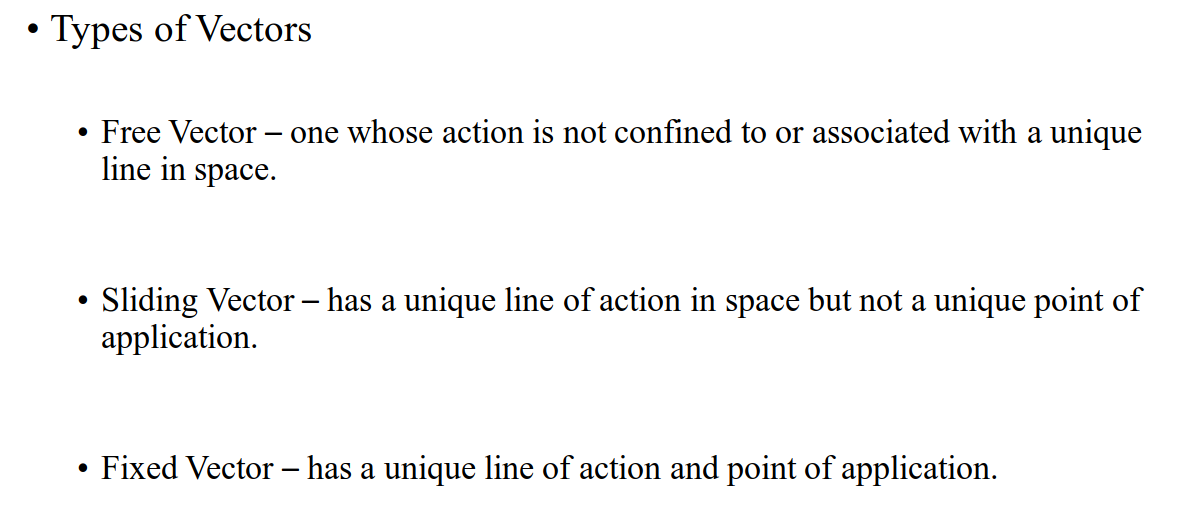 • Types of Vectors
• Free Vector – one whose action is not confined to or associated with a unique
line in space.
• Sliding Vector – has a unique line of action in space but not a unique point of
application.
• Fixed Vector – has a unique line of action and point of application.